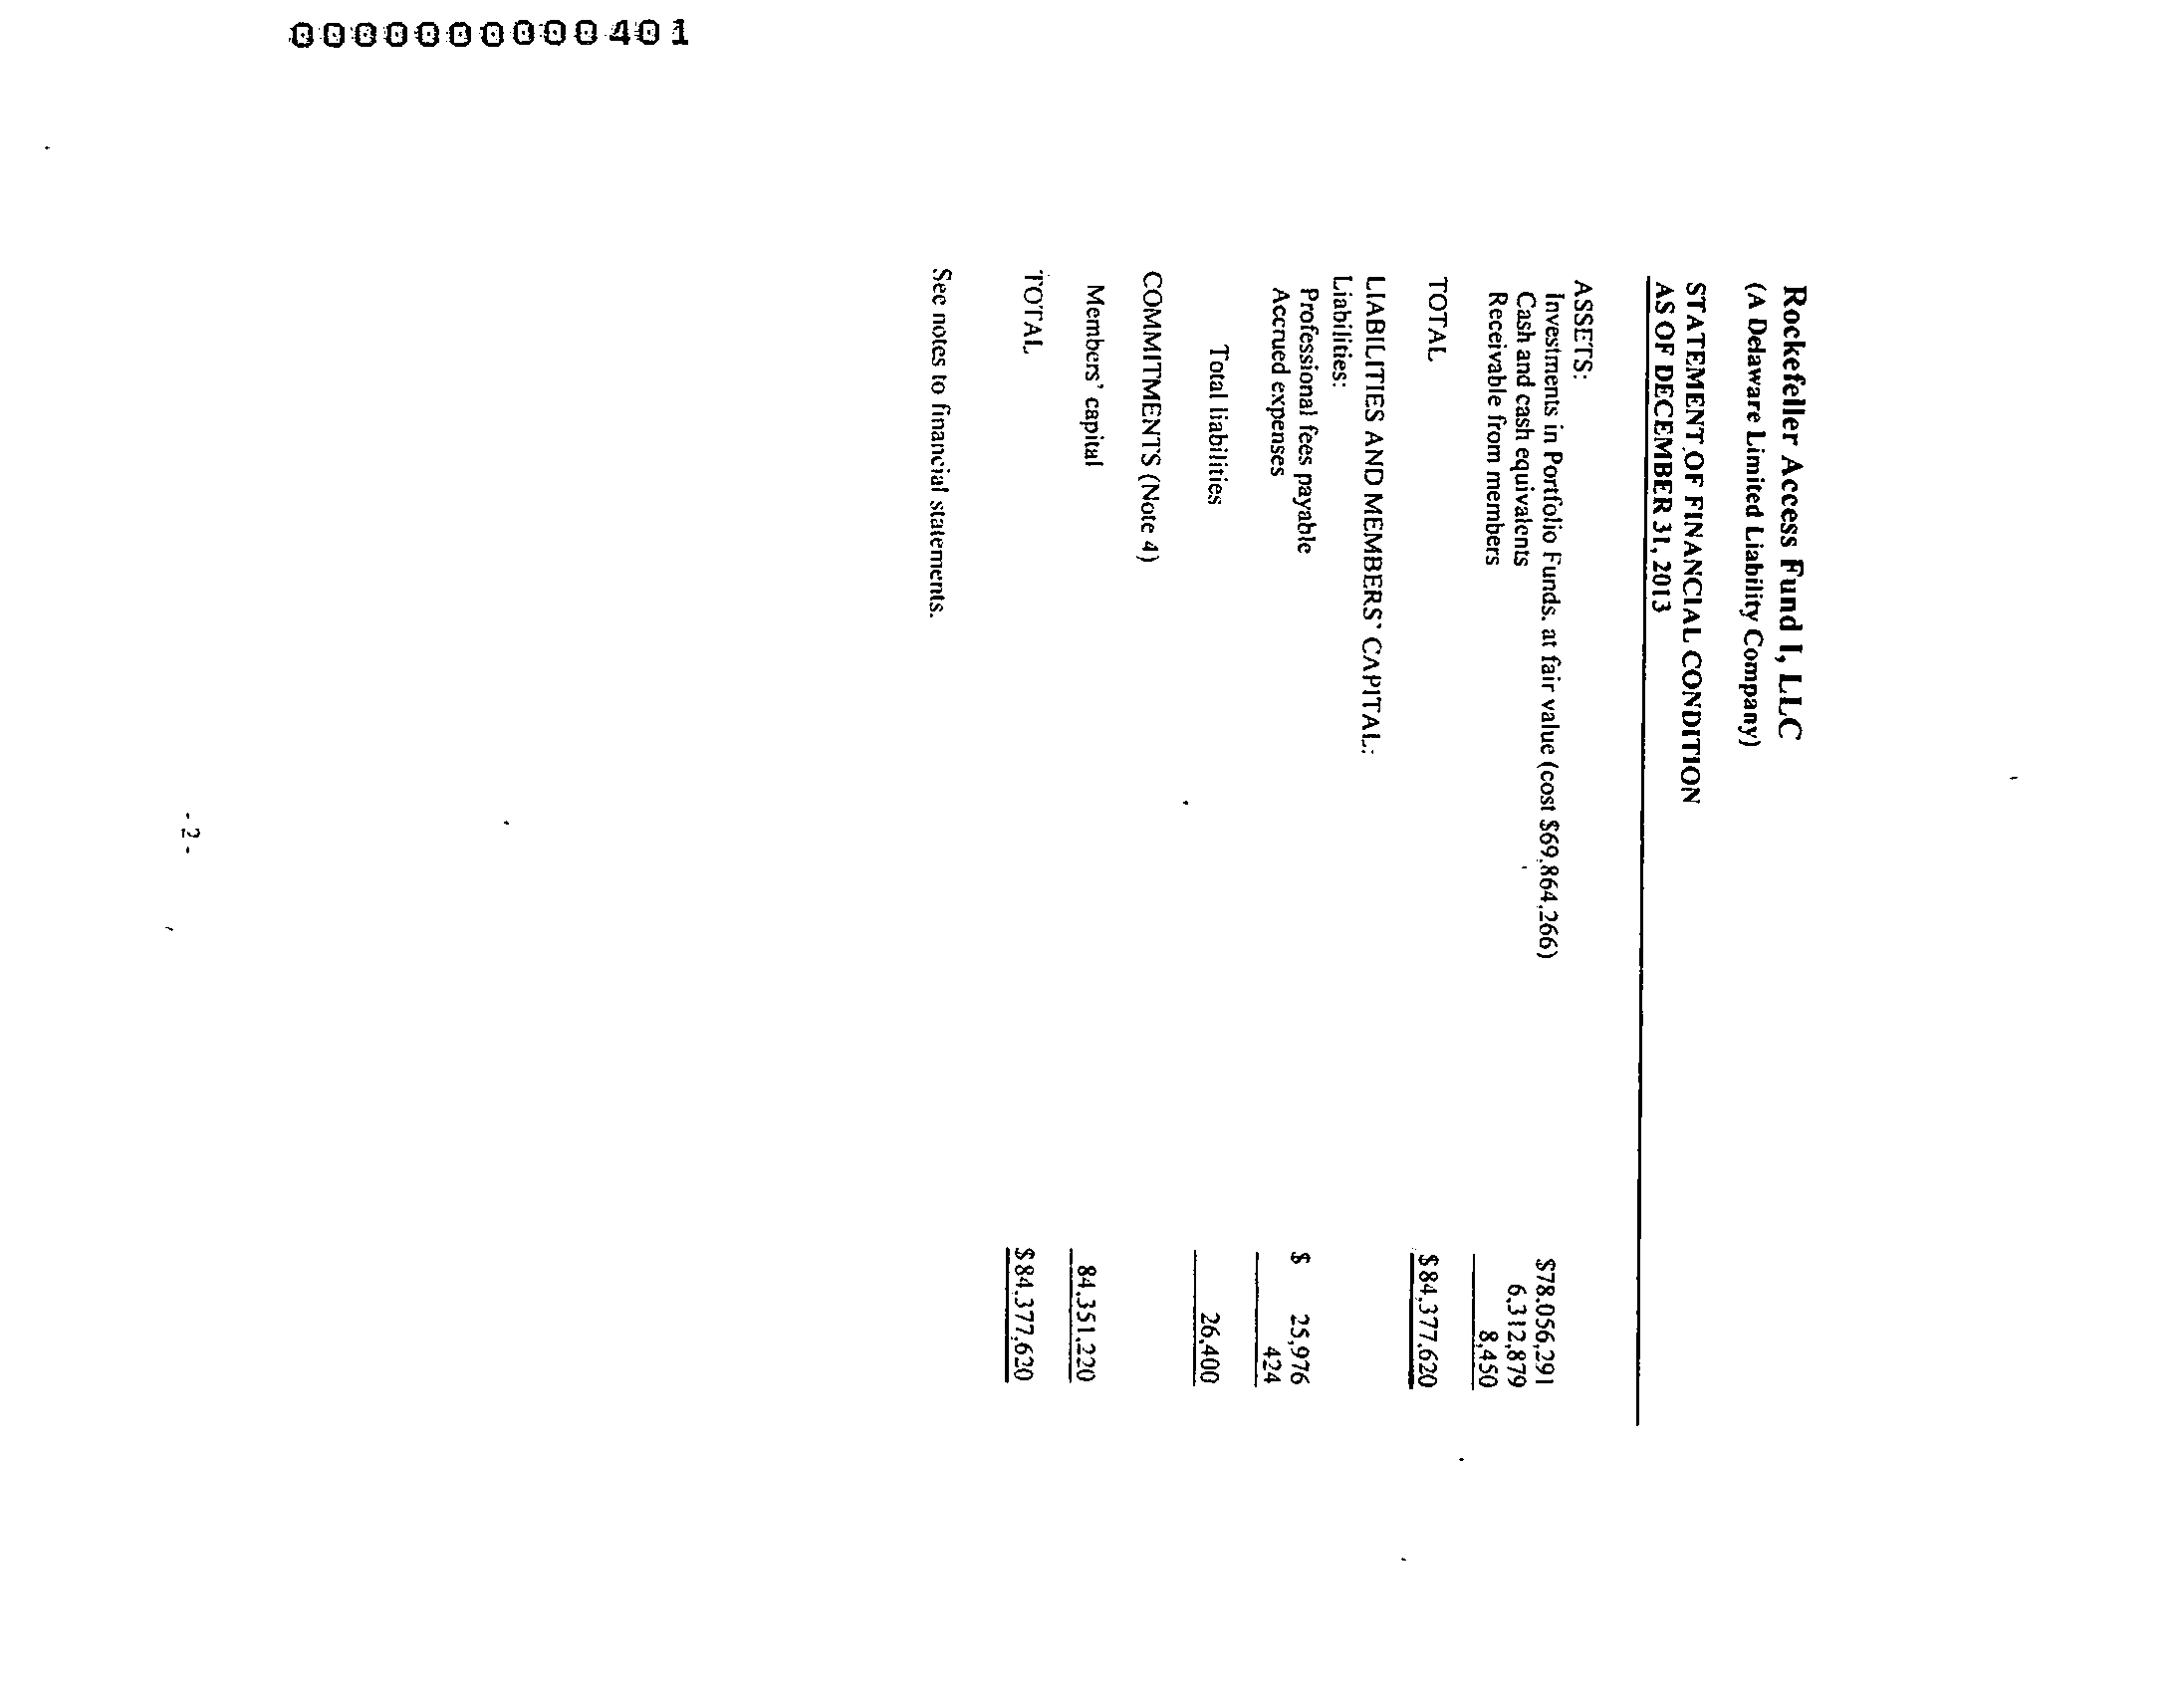 0000000000401
Rockefeller Access Fund I, LLC
(A Delaware Limited Liability Company)
STATEMENT OF FINANCIAL CONDITION
AS OF DECEMBER 31, 2013
ASSETS:
Investments in Portfolio Funds, at fair value (cost $69,864,266) $78,056,291
Cash and cash equivalents 6,312,879
Receivable from members 8,450
TOTAL $84,377,620
LIABILITIES AND MEMBERS' CAPITAL:
Liabilities:
Professional fees payable $ 25,976
Accrued expenses 424
Total liabilities 26,400
COMMITMENTS (Note 4)
Members' capital 84,351,220
TOTAL $84,377,620
See notes to financial statements.
- 2 -